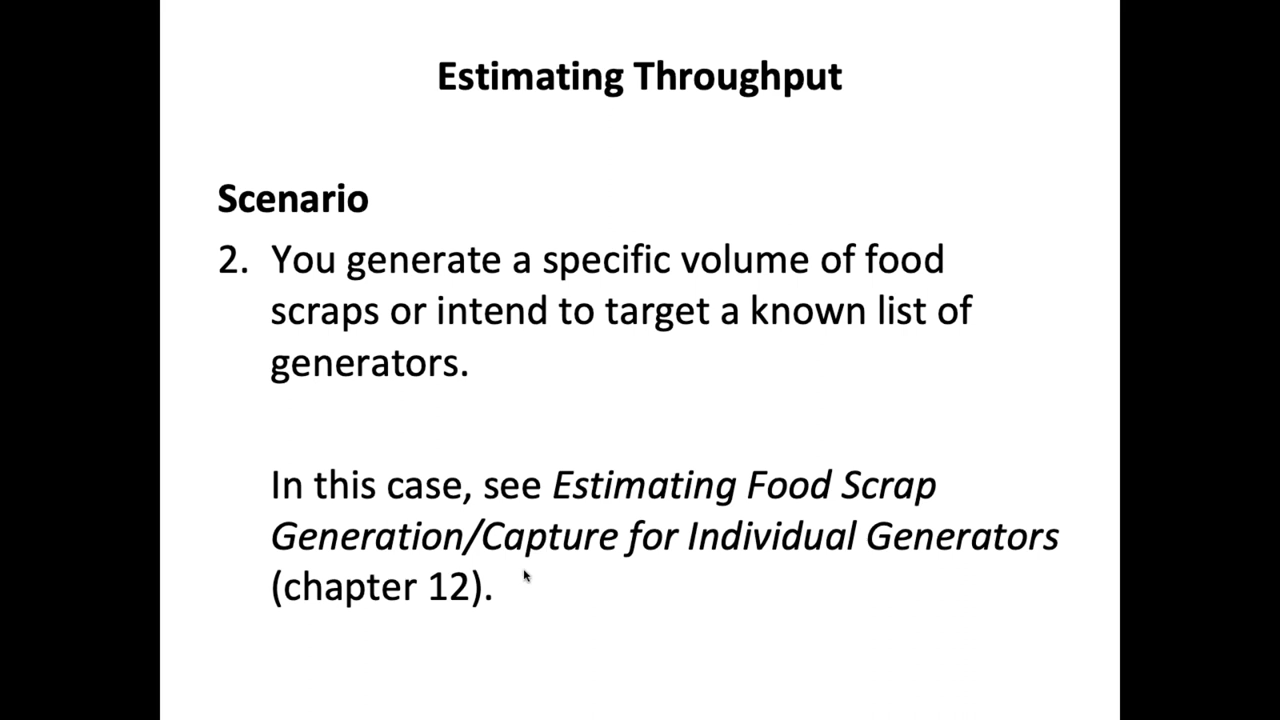 Estimating Throughput
Scenario
2. You generate a specific volume of food
scraps or intend to target a known list of
generators.
In this case, see Estimating Food Scrap
Generation/Capture for Individual Generators
(chapter 12).